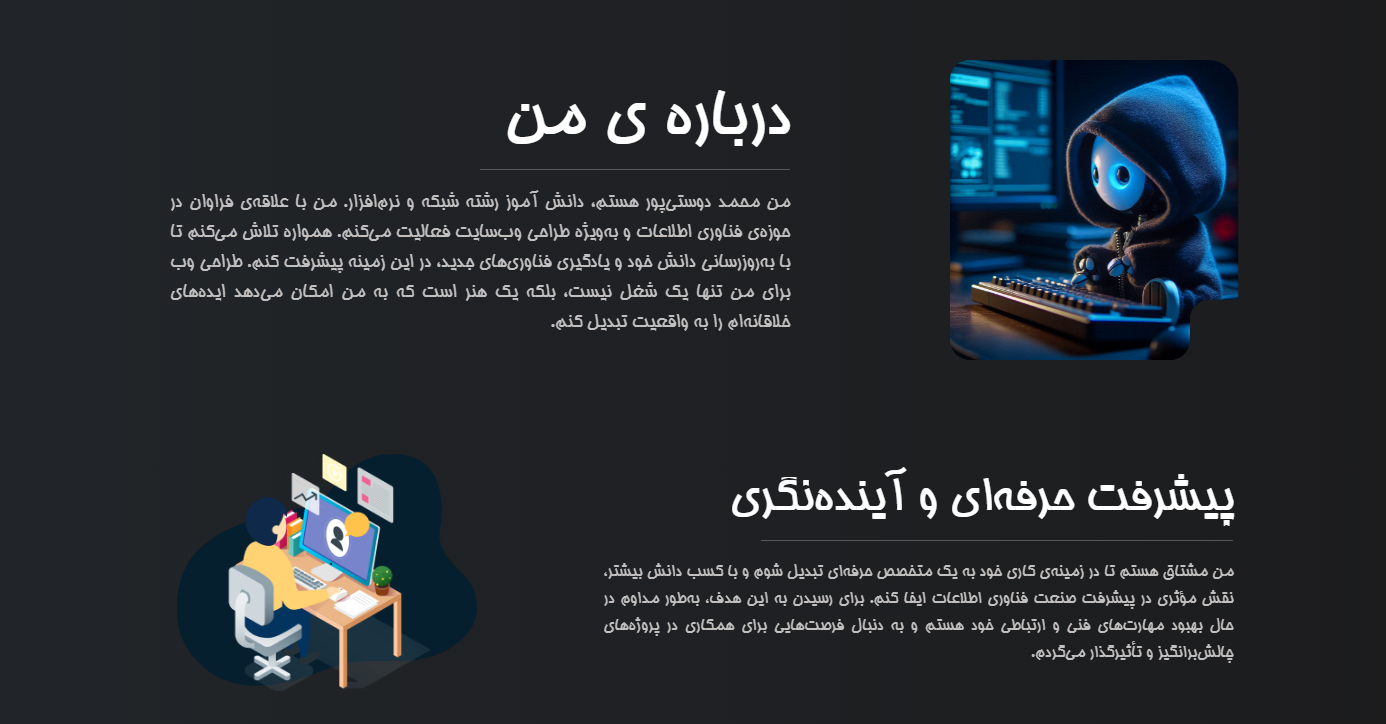 درباره ی من
من محمد دوستی‌پور هستم، دانش آموز رشته شبکه و نرم‌افزار. من با علاقه‌ی فراوان در
حوزه‌ی فناوری اطلاعات و به‌ویژه طراحی وب‌سایت فعالیت می‌کنم. همواره تلاش می‌کنم تا
با به‌روزرسانی دانش خود و یادگیری فناوری‌های جدید، در این زمینه پیشرفت کنم. طراحی وب
برای من تنها یک شغل نیست، بلکه یک هنر است که به من امکان می‌دهد ایده‌های
خلاقانه‌ام را به واقعیت تبدیل کنم.
پیشرفت حرفه‌ای و آینده‌نگری
من مشتاق هستم تا در زمینه‌ی کاری خود به یک متخصص حرفه‌ای تبدیل شوم و با کسب دانش بیشتر،
نقش مؤثری در پیشرفت صنعت فناوری اطلاعات ایفا کنم. برای رسیدن به این هدف، به‌طور مداوم در
حال بهبود مهارت‌های فنی و ارتباطی خود هستم و به دنبال فرصت‌هایی برای همکاری در پروژه‌های
چالش‌برانگیز و تأثیرگذار می‌گردم.